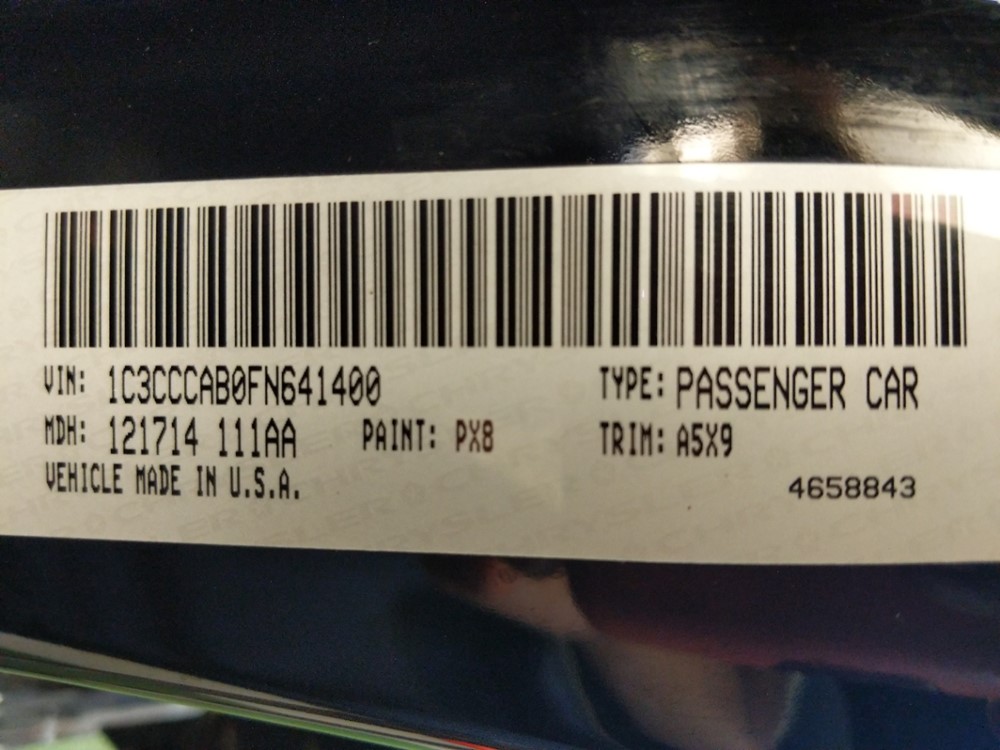 VIN: 1C3CCCAB0FN641400 TYPE: PASSENGER CAR
MDH: 121714 111AA PAINT: PX8 TRIM: A5X9
VEHICLE MADE IN U.S.A. 4658843